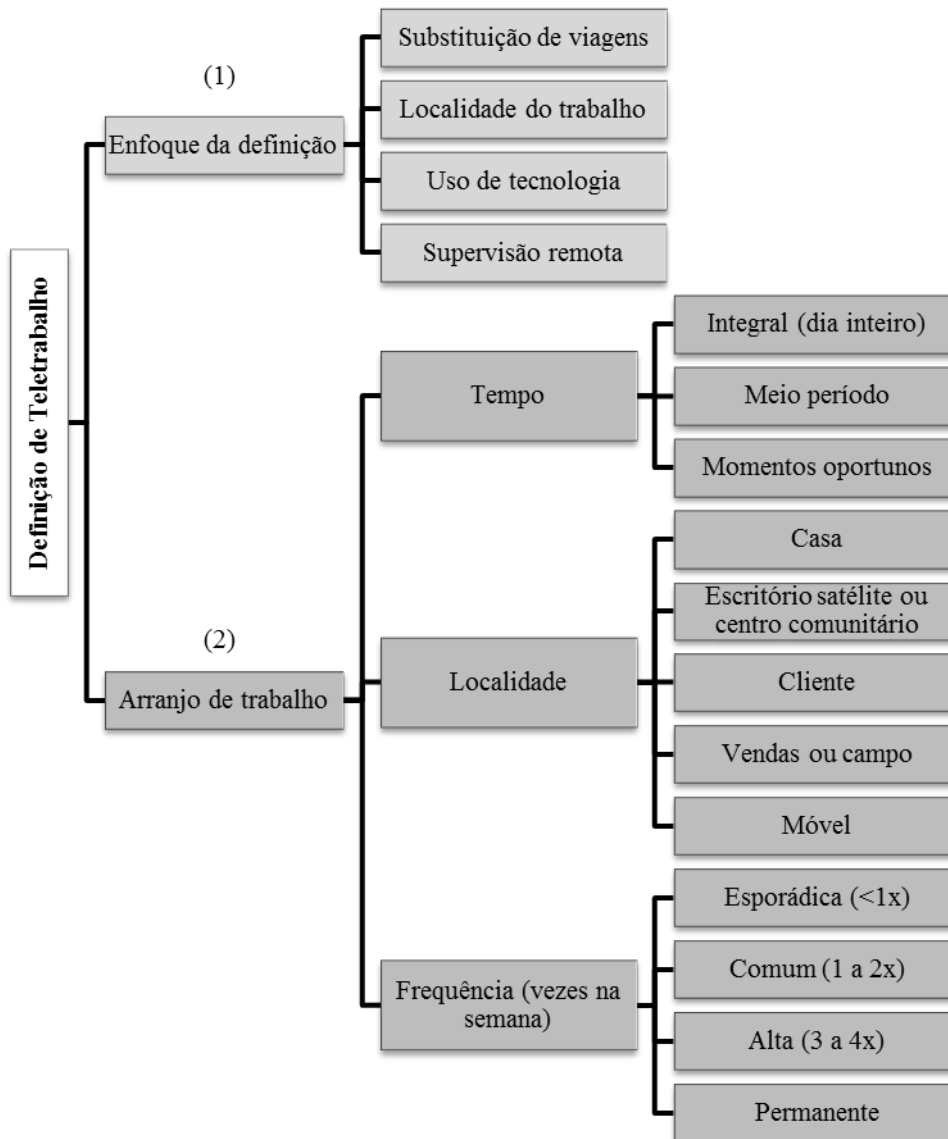 Definição de Teletrabalho
(1)
Enfoque da definição
Substituição de viagens
Localidade do trabalho
Uso de tecnologia
Supervisão remota
(2)
Arranjo de trabalho
Tempo
Integral (dia inteiro)
Meio período
Momentos oportunos
Localidade
Casa
Escritório satélite ou
centro comunitário
Cliente
Vendas ou campo
Móvel
Frequência (vezes na
semana)
Esporádica (<1x)
Comum (1 a 2x)
Alta (3 a 4x)
Permanente